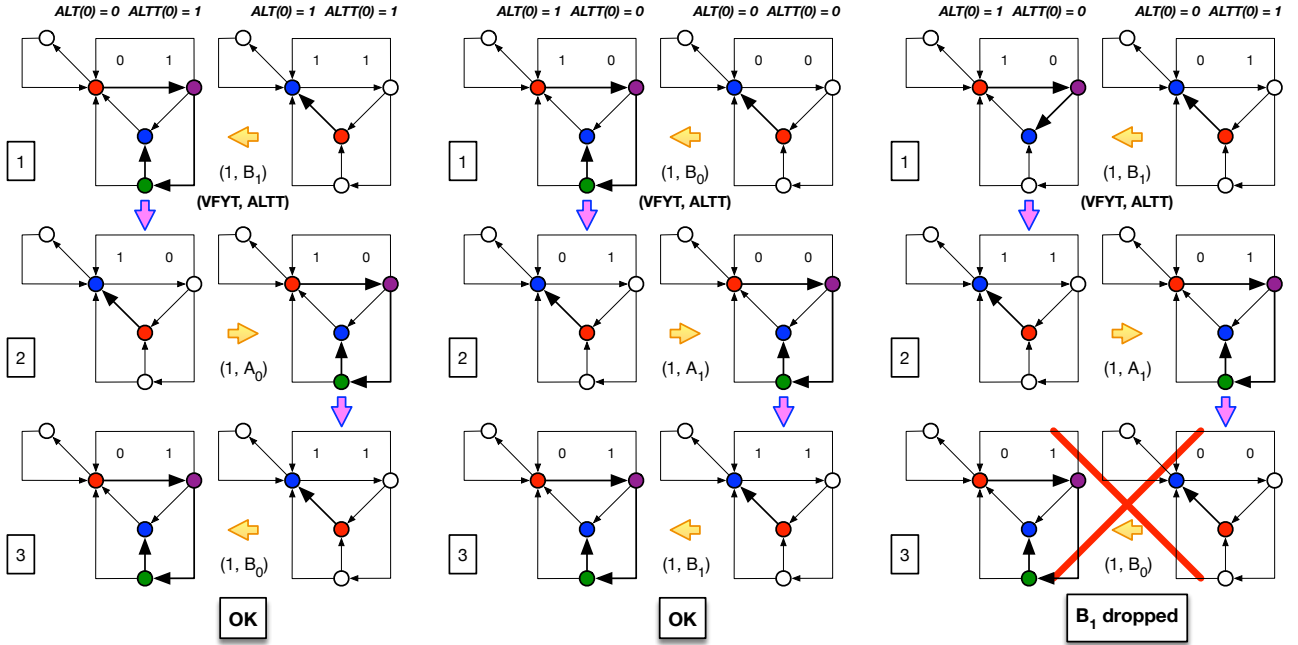 ALT(0) = 0 ALTT(0) = 1 ALT(0) = 1 ALTT(0) = 1
0 1 1 1
1
(1, B₁)
(VFYT, ALTT)
1 0 1 0
2
(1, A₀)
0 1 1 1
3
(1, B₀)
OK
ALT(0) = 1 ALTT(0) = 0 ALT(0) = 0 ALTT(0) = 0
1 0 0 0
1
(1, B₀)
(VFYT, ALTT)
0 1 0 0
2
(1, A₁)
0 1 1 1
3
(1, B₁)
OK
ALT(0) = 1 ALTT(0) = 0 ALT(0) = 0 ALTT(0) = 1
1 0 0 1
1
(1, B₁)
(VFYT, ALTT)
1 1 0 1
2
(1, A₁)
0 1 0 0
3
(1, B₀)
B₁ dropped